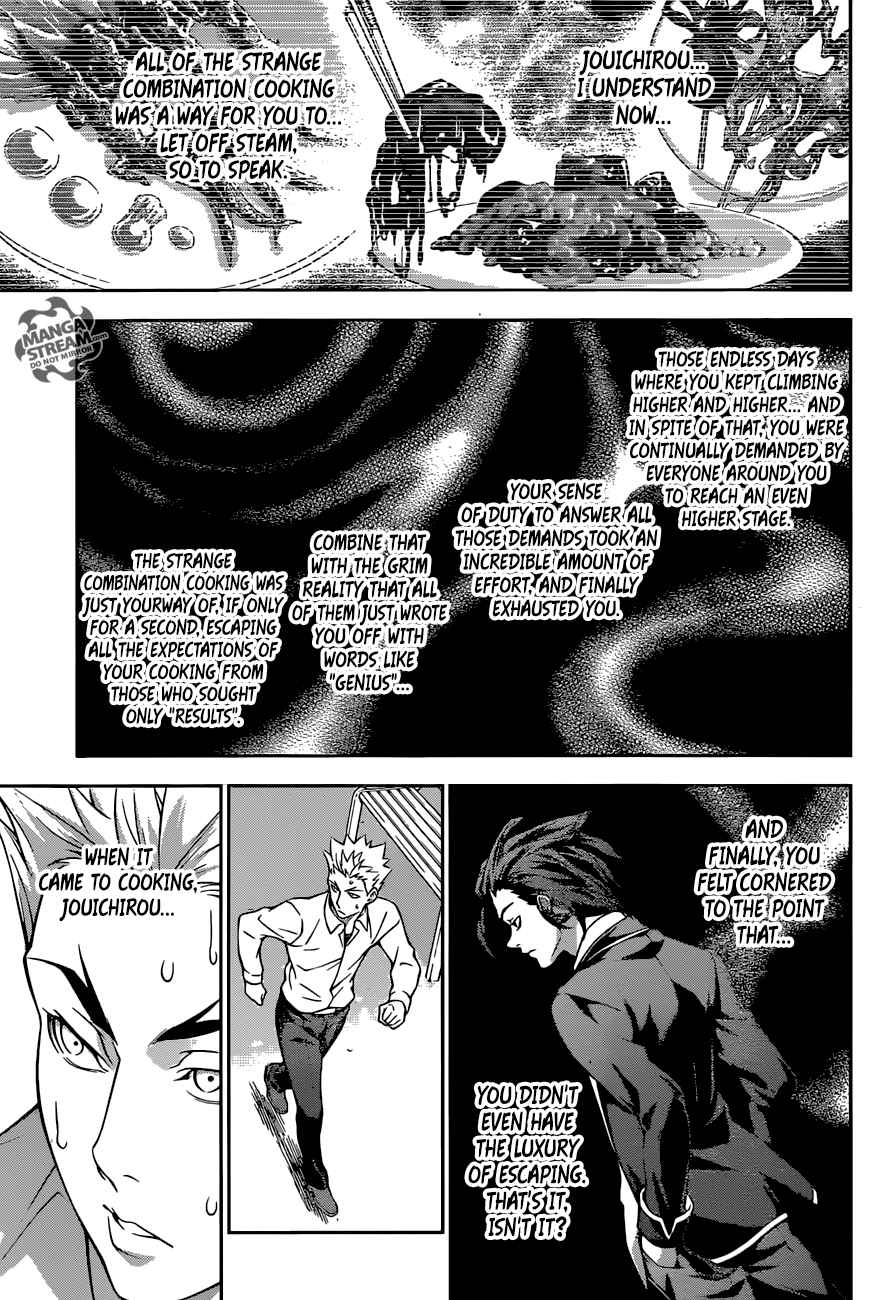 JOUICHIROU...
I UNDERSTAND
NOW...
ALL OF THE STRANGE
COMBINATION COOKING
WAS A WAY FOR YOU TO...
LET OFF STEAM,
SO TO SPEAK.
MANGA
STREAM.com
DO NOT MIRROR
THOSE ENDLESS DAYS
WHERE YOU KEPT CLIMBING
HIGHER AND HIGHER... AND
IN SPITE OF THAT, YOU WERE
CONTINUALLY DEMANDED BY
EVERYONE AROUND YOU
TO REACH AN EVEN
HIGHER STAGE.
YOUR SENSE
OF DUTY TO ANSWER ALL
THOSE DEMANDS TOOK AN
INCREDIBLE AMOUNT OF
EFFORT, AND FINALLY
EXHAUSTED YOU.
COMBINE THAT
WITH THE GRIM
REALITY THAT ALL
OF THEM JUST WROTE
YOU OFF WITH
WORDS LIKE
"GENIUS"...
THE STRANGE
COMBINATION COOKING WAS
JUST YOURWAY OF, IF ONLY
FOR A SECOND, ESCAPING
ALL THE EXPECTATIONS OF
YOUR COOKING FROM
THOSE WHO SOUGHT
ONLY "RESULTS".
AND
FINALLY, YOU
FELT CORNERED
TO THE POINT
THAT...
YOU DIDN'T
EVEN HAVE
THE LUXURY
OF ESCAPING.
THAT'S IT,
ISN'T IT?
WHEN IT
CAME TO COOKING,
JOUICHIROU...